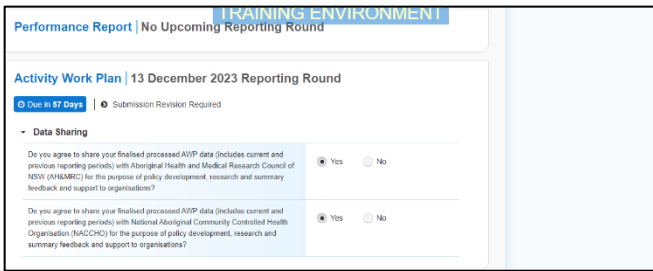 TRAINING ENVIRONMENT
Performance Report | No Upcoming Reporting Round
Activity Work Plan | 13 December 2023 Reporting Round
Due in 57 Days | Submission Revision Required
Data Sharing
Do you agree to share your finalised processed AWP data (includes current and
previous reporting periods) with Aboriginal Health and Medical Research Council of
NSW (AH&MRC) for the purpose of policy development, research and summary
feedback and support to organisations?
Yes No
Do you agree to share your finalised processed AWP data (includes current and
previous reporting periods) with National Aboriginal Community Controlled Health
Organisation (NACCHO) for the purpose of policy development, research and
summary feedback and support to organisations?
Yes No